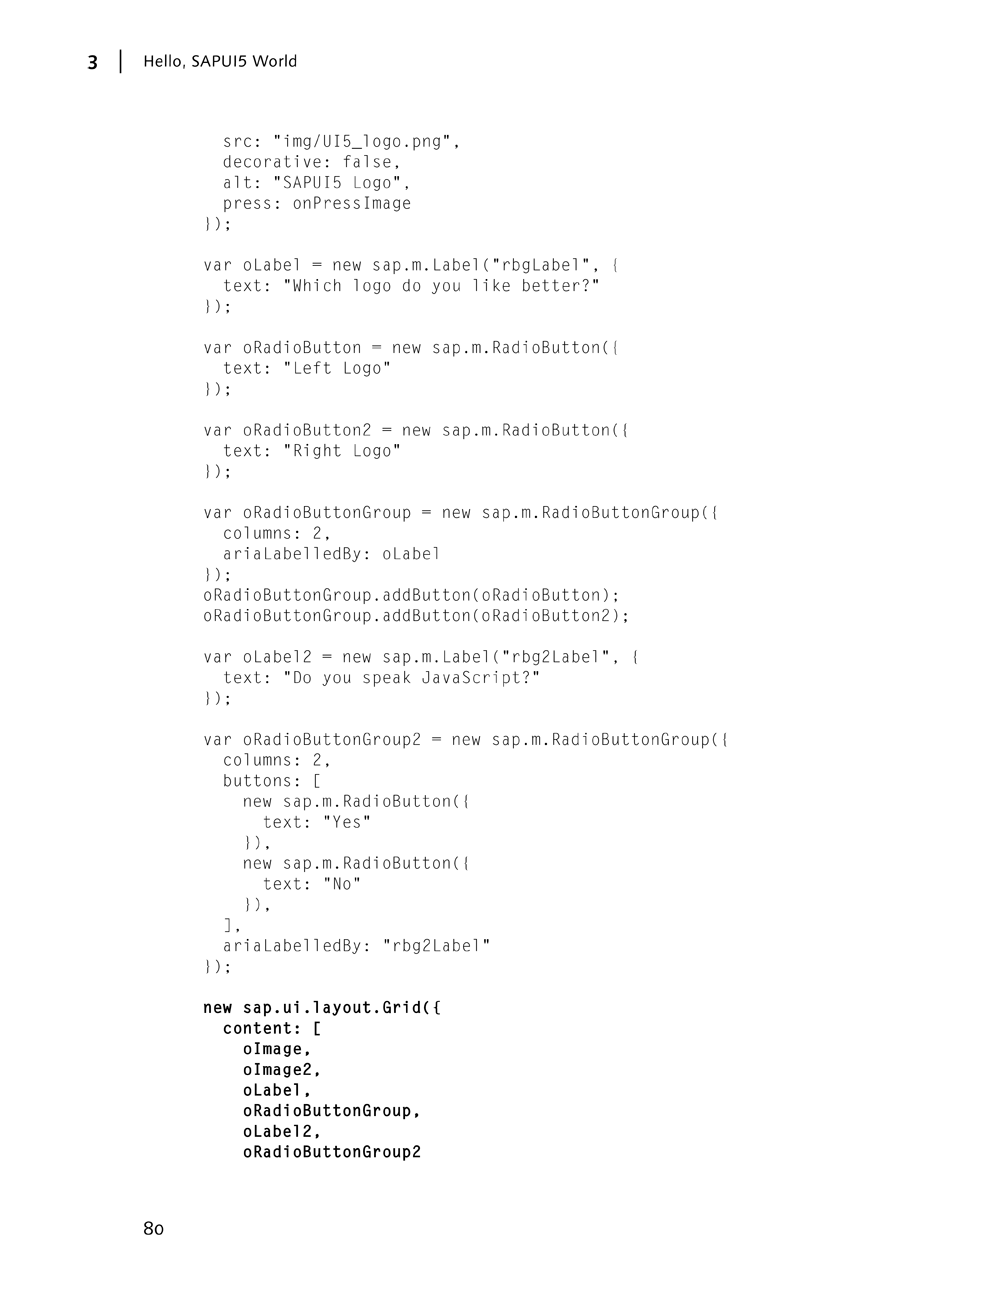 3 | Hello, SAPUI5 World
    src: "img/UI5_logo.png",
    decorative: false,
    alt: "SAPUI5 Logo",
    press: onPressImage
  });

  var oLabel = new sap.m.Label("rbgLabel", {
    text: "Which logo do you like better?"
  });

  var oRadioButton = new sap.m.RadioButton({
    text: "Left Logo"
  });

  var oRadioButton2 = new sap.m.RadioButton({
    text: "Right Logo"
  });

  var oRadioButtonGroup = new sap.m.RadioButtonGroup({
    columns: 2,
    ariaLabelledBy: oLabel
  });
  oRadioButtonGroup.addButton(oRadioButton);
  oRadioButtonGroup.addButton(oRadioButton2);

  var oLabel2 = new sap.m.Label("rbg2Label", {
    text: "Do you speak JavaScript?"
  });

  var oRadioButtonGroup2 = new sap.m.RadioButtonGroup({
    columns: 2,
    buttons: [
      new sap.m.RadioButton({
        text: "Yes"
      }),
      new sap.m.RadioButton({
        text: "No"
      }),
    ],
    ariaLabelledBy: "rbg2Label"
  });

  new sap.ui.layout.Grid({
    content: [
      oImage,
      oImage2,
      oLabel,
      oRadioButtonGroup,
      oLabel2,
      oRadioButtonGroup2
80